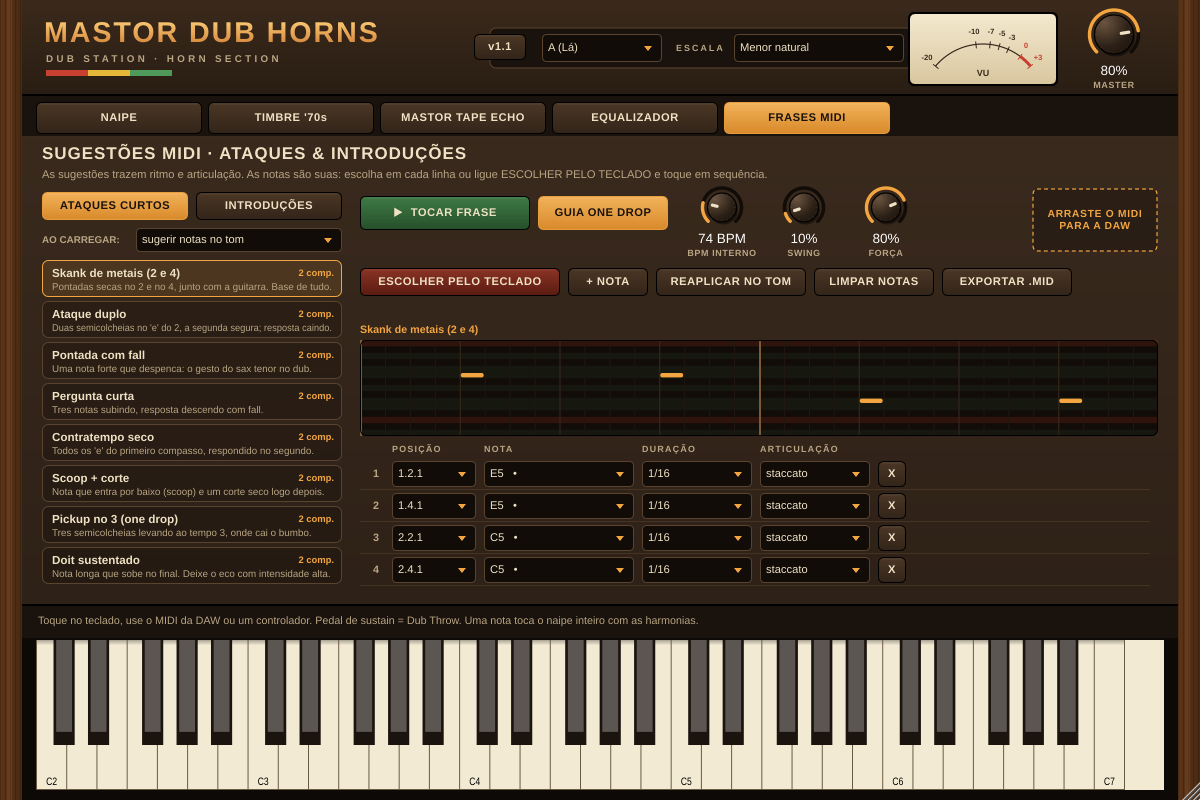 MASTOR DUB HORNS
DUB STATION · HORN SECTION
v1.1
A (Lá)
ESCALA
Menor natural
-20 -10 -7 -5 -3 0 +3
VU
80%
MASTER
NAIPE
TIMBRE '70s
MASTOR TAPE ECHO
EQUALIZADOR
FRASES MIDI
SUGESTÕES MIDI · ATAQUES & INTRODUÇÕES
As sugestões trazem ritmo e articulação. As notas são suas: escolha em cada linha ou ligue ESCOLHER PELO TECLADO e toque em sequência.
ATAQUES CURTOS
INTRODUÇÕES
AO CARREGAR:
sugerir notas no tom
Skank de metais (2 e 4) 2 comp.
Pontadas secas no 2 e no 4, junto com a guitarra. Base de tudo.
Ataque duplo 2 comp.
Duas semicolcheias no 'e' do 2, a segunda segura; resposta caindo.
Pontada com fall 2 comp.
Uma nota forte que despenca: o gesto do sax tenor no dub.
Pergunta curta 2 comp.
Tres notas subindo, resposta descendo com fall.
Contratempo seco 2 comp.
Todos os 'e' do primeiro compasso, respondido no segundo.
Scoop + corte 2 comp.
Nota que entra por baixo (scoop) e um corte seco logo depois.
Pickup no 3 (one drop) 2 comp.
Tres semicolcheias levando ao tempo 3, onde cai o bumbo.
Doit sustentado 2 comp.
Nota longa que sobe no final. Deixe o eco com intensidade alta.
TOCAR FRASE
GUIA ONE DROP
74 BPM
BPM INTERNO
10%
SWING
80%
FORÇA
ARRASTE O MIDI
PARA A DAW
ESCOLHER PELO TECLADO
+ NOTA
REAPLICAR NO TOM
LIMPAR NOTAS
EXPORTAR .MID
Skank de metais (2 e 4)
POSIÇÃO NOTA DURAÇÃO ARTICULAÇÃO
1 1.2.1 E5 • 1/16 staccato X
2 1.4.1 E5 • 1/16 staccato X
3 2.2.1 C5 • 1/16 staccato X
4 2.4.1 C5 • 1/16 staccato X
Toque no teclado, use o MIDI da DAW ou um controlador. Pedal de sustain = Dub Throw. Uma nota toca o naipe inteiro com as harmonias.
C2 C3 C4 C5 C6 C7